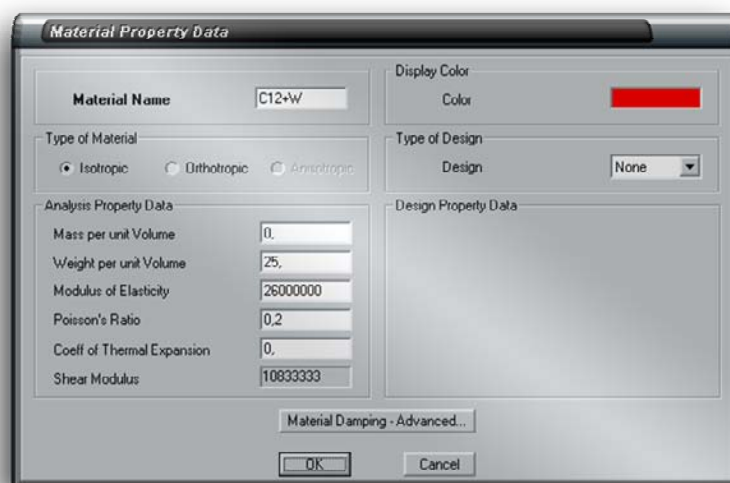 Material Property Data
Material Name C12+W
Display Color
Color
Type of Material
Isotropic Orthotropic Anisotropic
Type of Design
Design None
Analysis Property Data
Mass per unit Volume 0,
Weight per unit Volume 25,
Modulus of Elasticity 26000000
Poisson's Ratio 0,2
Coeff of Thermal Expansion 0,
Shear Modulus 10833333
Design Property Data
Material Damping - Advanced...
OK Cancel